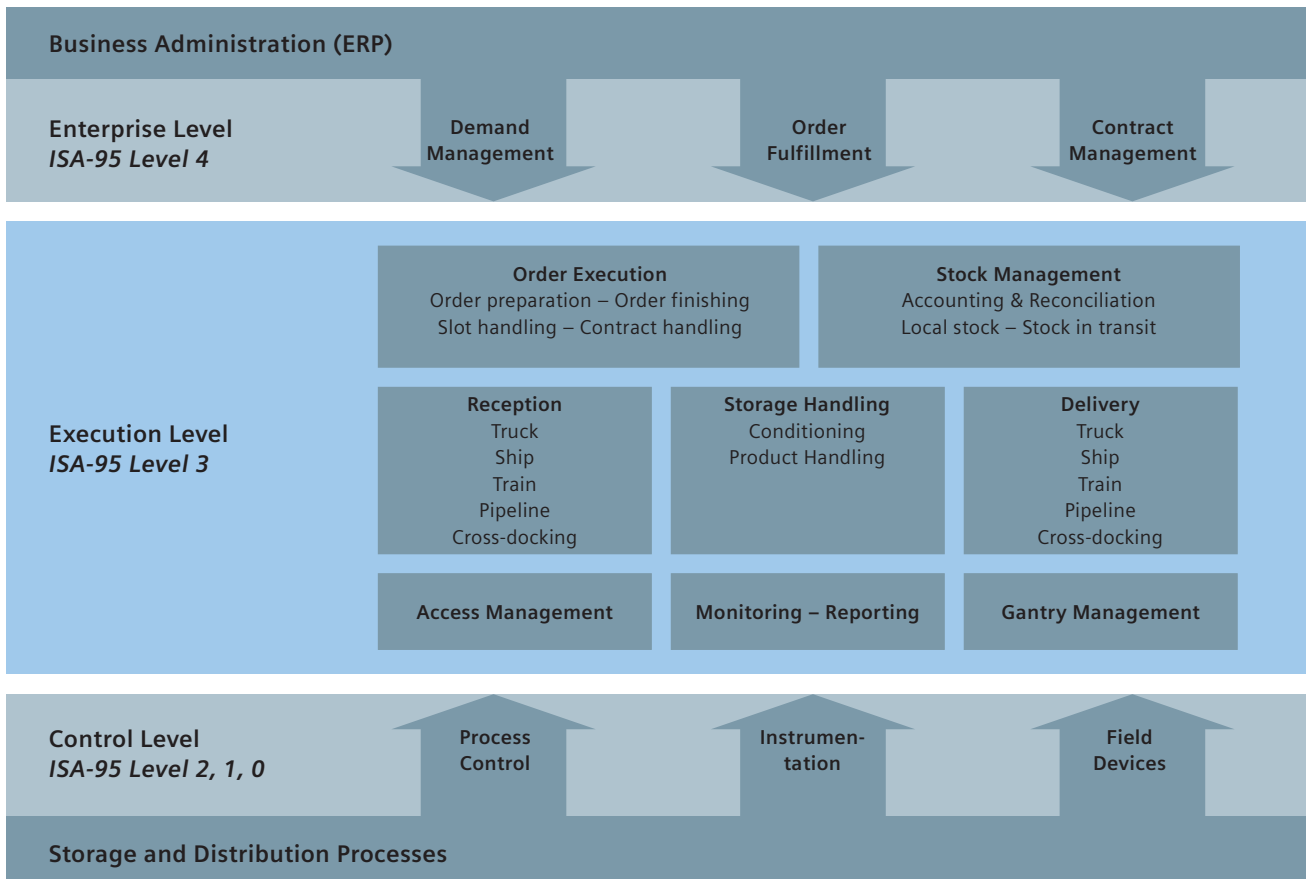 Business Administration (ERP)
Enterprise Level
ISA-95 Level 4
Demand
Management
Order
Fulfillment
Contract
Management
Order Execution
Order preparation – Order finishing
Slot handling – Contract handling
Stock Management
Accounting & Reconciliation
Local stock – Stock in transit
Execution Level
ISA-95 Level 3
Reception
Truck
Ship
Train
Pipeline
Cross-docking
Storage Handling
Conditioning
Product Handling
Delivery
Truck
Ship
Train
Pipeline
Cross-docking
Access Management
Monitoring – Reporting
Gantry Management
Control Level
ISA-95 Level 2, 1, 0
Process
Control
Instrumen-
tation
Field
Devices
Storage and Distribution Processes